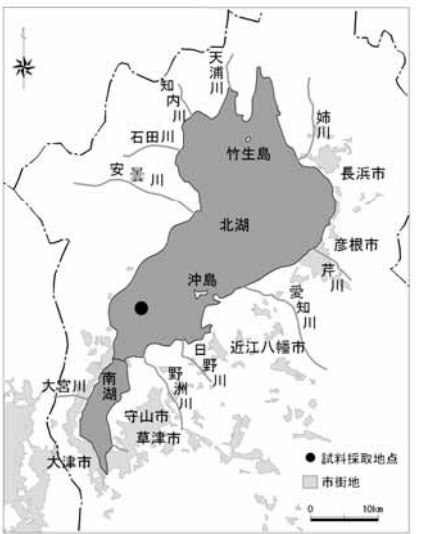 天浦川
知内川
姉川
石田川
竹生島
長浜市
安曇川
北湖
彦根市
芹川
沖島
愛知川
近江八幡市
日野川
野洲川
大宮川
南湖
守山市
草津市
大津市
試料採取地点
市街地
0
10km